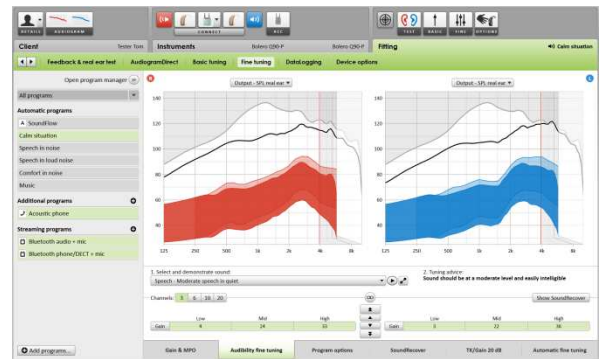 DETAILS AUDIOGRAM CONNECT ACC TEST BASIC FINE OPTIONS
Client Tester Tom Instruments Bolero Q90-P Bolero Q90-P Fitting Calm situation
Feedback & real ear test AudiogramDirect Basic tuning Fine tuning DataLogging Device options
Open program manager
All programs
Automatic programs
A SoundFlow
Calm situation
Speech in noise
Speech in loud noise
Comfort in noise
Music
Additional programs
Acoustic phone
Streaming programs
Bluetooth audio + mic
Bluetooth phone/DECT + mic
Add programs...
R Output - SPL real ear
140
120
100
80
60
40
125 250 500 1k 2k 4k 8k
Output - SPL real ear
140
120
100
80
60
40
125 250 500 1k 2k 4k 8k
1. Select and demonstrate sound
Speech - Moderate speech in quiet
2. Tuning advice:
Sound should be at a moderate level and easily intelligible
Channels: 3 6 10 20
Show SoundRecover
Low Mid High Low Mid High
Gain 4 24 Gain 22
Gain & MPO Audibility fine tuning Program options SoundRecover TK/Gain 20 dB Automatic fine tuning